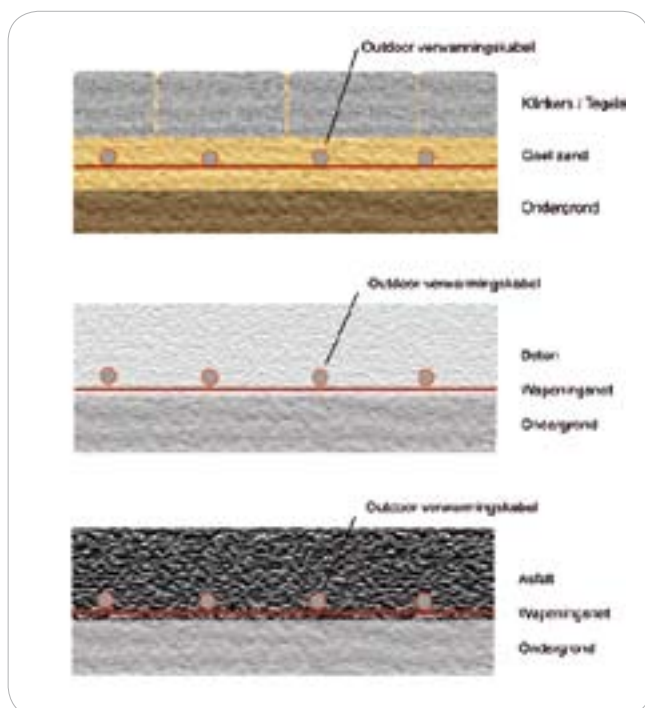 Outdoor verwarmingskabel
Klinkers / Tegels
Geel zand
Ondergrond
Outdoor verwarmingskabel
Beton
Wapeningsnet
Ondergrond
Outdoor verwarmingskabel
Asfalt
Wapeningsnet
Ondergrond